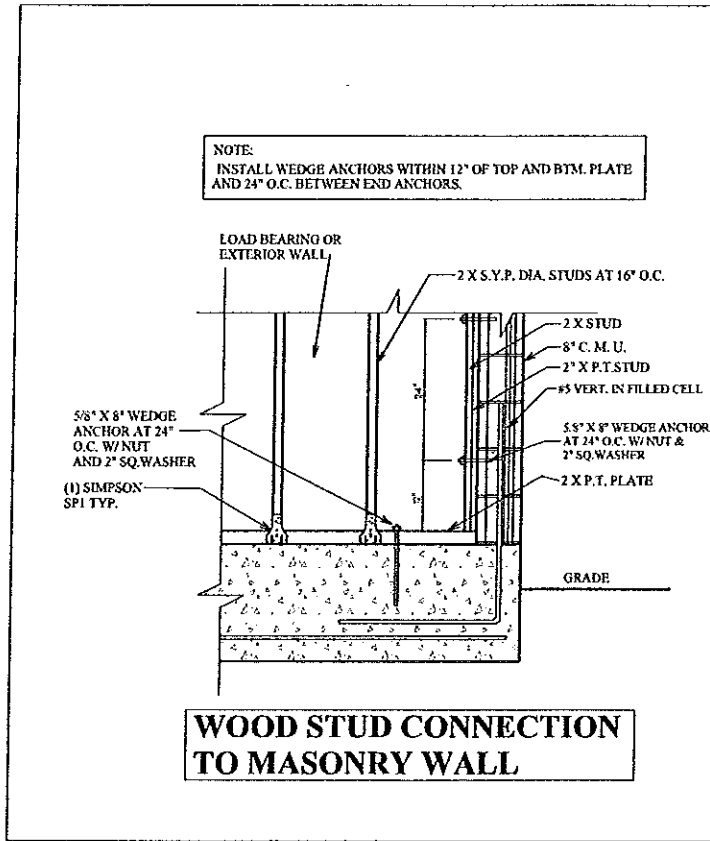 NOTE:
INSTALL WEDGE ANCHORS WITHIN 12" OF TOP AND BTM. PLATE
AND 24" O.C. BETWEEN END ANCHORS.
LOAD BEARING OR
EXTERIOR WALL
2 X S.Y.P. DIA. STUDS AT 16" O.C.
2 X STUD
8" C. M. U.
2" X P.T.STUD
#5 VERT. IN FILLED CELL
5.8" X 8" WEDGE ANCHOR
AT 24" O.C. W/ NUT &
2" SQ.WASHER
2 X P.T. PLATE
5/8" X 8" WEDGE
ANCHOR AT 24"
O.C. W/ NUT
AND 2" SQ.WASHER
(1) SIMPSON
SP1 TYP.
24"
12"
GRADE
WOOD STUD CONNECTION
TO MASONRY WALL